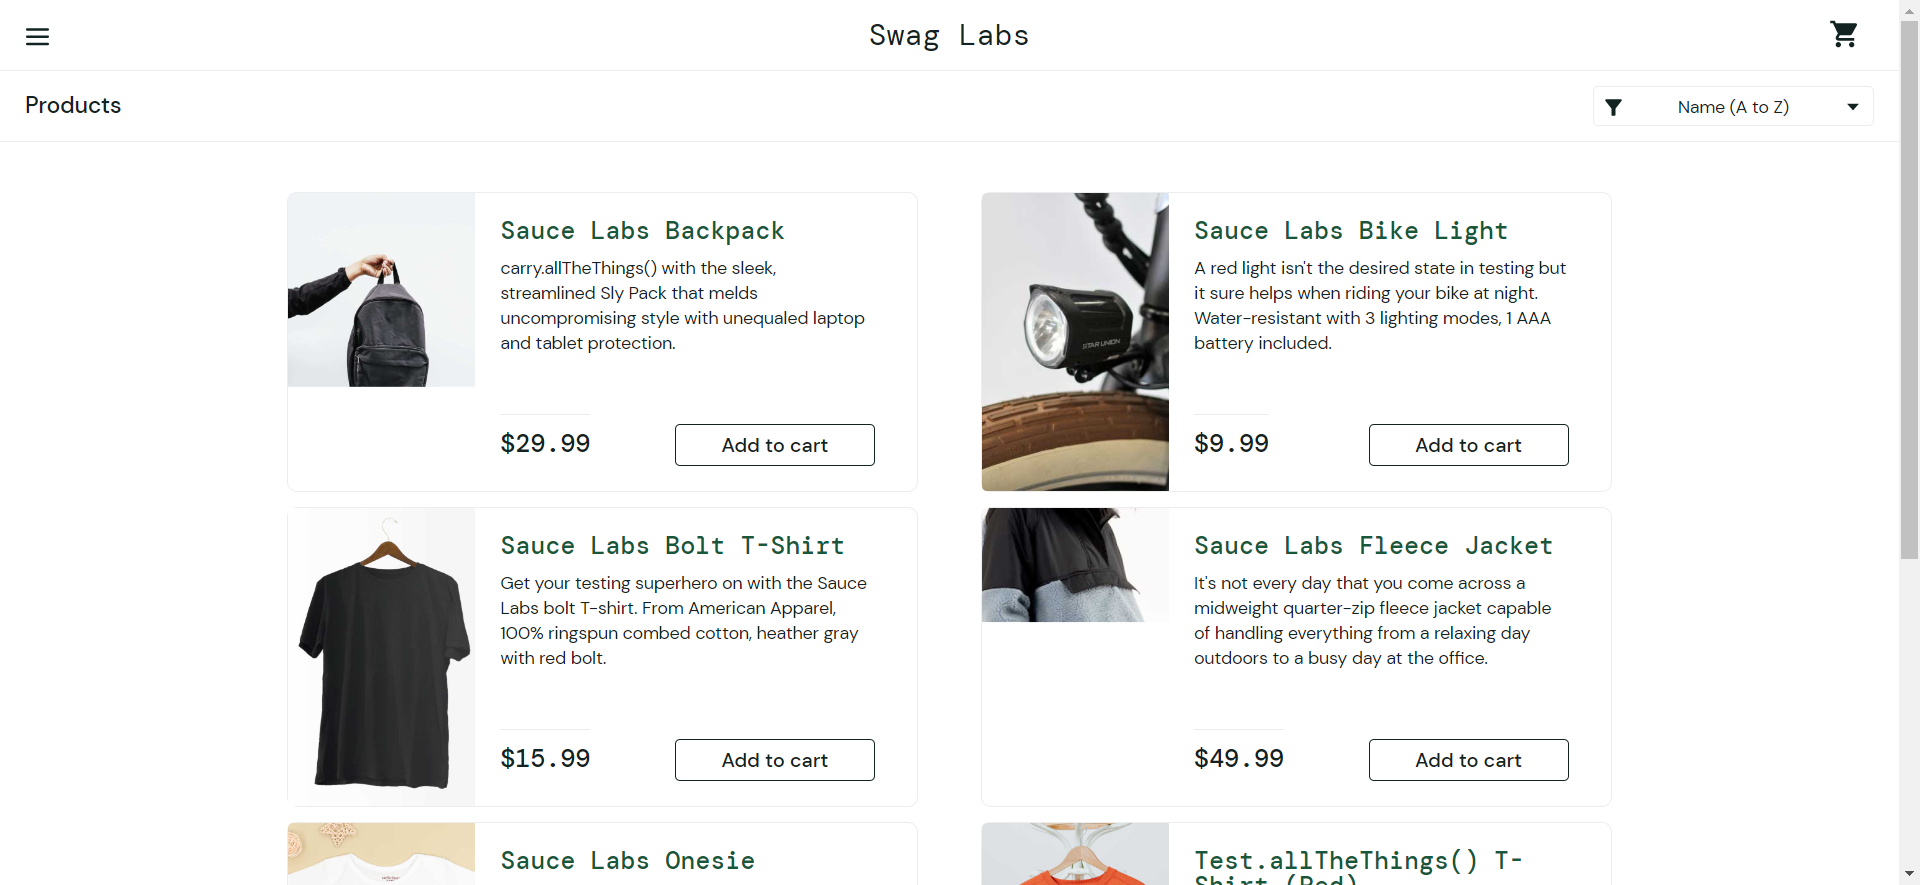 Swag Labs
Products
Name (A to Z)
Sauce Labs Backpack
carry.allTheThings() with the sleek,
streamlined Sly Pack that melds
uncompromising style with unequaled laptop
and tablet protection.
$29.99
Add to cart
STAR UNION
Sauce Labs Bike Light
A red light isn't the desired state in testing but
it sure helps when riding your bike at night.
Water-resistant with 3 lighting modes, 1 AAA
battery included.
$9.99
Add to cart
Sauce Labs Bolt T-Shirt
Get your testing superhero on with the Sauce
Labs bolt T-shirt. From American Apparel,
100% ringspun combed cotton, heather gray
with red bolt.
$15.99
Add to cart
Sauce Labs Fleece Jacket
It's not every day that you come across a
midweight quarter-zip fleece jacket capable
of handling everything from a relaxing day
outdoors to a busy day at the office.
$49.99
Add to cart
Sauce Labs Onesie
Test.allTheThings() T-
Shirt (Red)